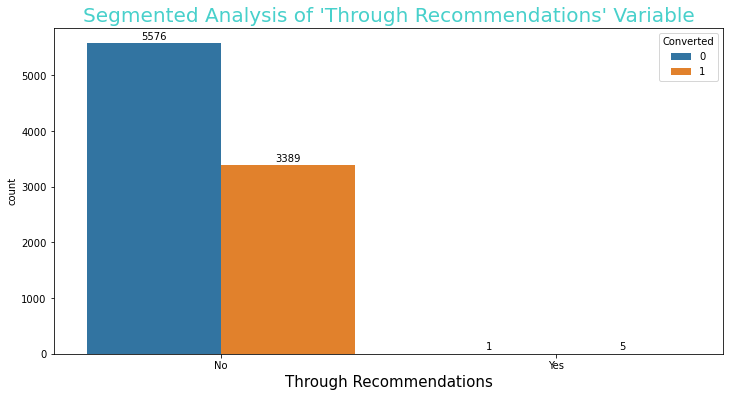 Segmented Analysis of 'Through Recommendations' Variable
Converted
0
1
5576
3389
1
5
5000
4000
3000
2000
1000
0
count
No
Yes
Through Recommendations